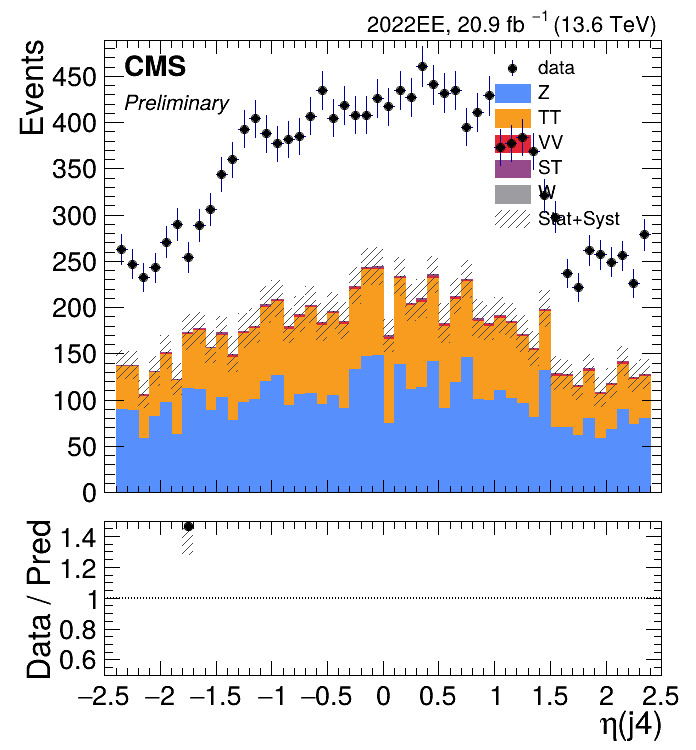 2022EE, 20.9 fb ⁻¹ (13.6 TeV)
CMS
Preliminary
Events
450
400
350
300
250
200
150
100
50
0
data
Z
TT
VV
ST
W
Stat+Syst
Data / Pred
1.4
1.2
1
0.8
0.6
−2.5 −2 −1.5 −1 −0.5 0 0.5 1 1.5 2 2.5
η(j4)